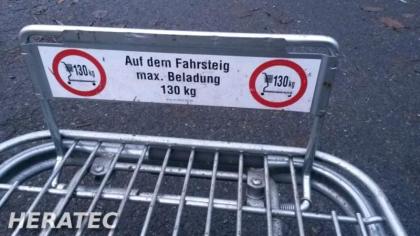 Auf dem Fahrsteig
max. Beladung
130 kg
130kg
130kg
HERATEC